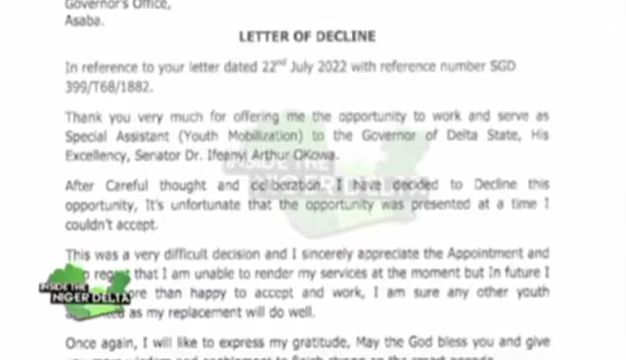 Governor's Office,
Asaba.
LETTER OF DECLINE
In reference to your letter dated 22nd July 2022 with reference number SGD
399/T68/1882.
Thank you very much for offering me the opportunity to work and serve as
Special Assistant (Youth Mobilization) to the Governor of Delta State, His
Excellency, Senator Dr. Ifeanyi Arthur OKowa.
After Careful thought and deliberation, I have decided to Decline this
opportunity, It's unfortunate that the opportunity was presented at a time I
couldn't accept.
This was a very difficult decision and I sincerely appreciate the Appointment and
that I am unable to render my services at the moment but In future I
than happy to accept and work, I am sure any other youth
as my replacement will do well.
Once again, I will like to express my gratitude, May the God bless you and give
INSIDE THE
NIGER DELTA
INSIDE THE
NIGER DELTA